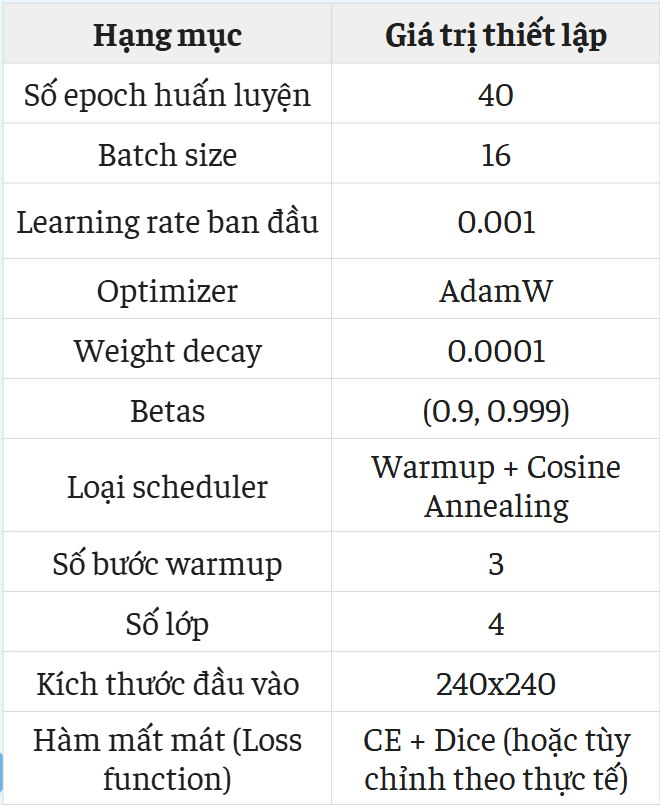 Hạng mục
Giá trị thiết lập
Số epoch huấn luyện
40
Batch size
16
Learning rate ban đầu
0.001
Optimizer
AdamW
Weight decay
0.0001
Betas
(0.9, 0.999)
Loại scheduler
Warmup + Cosine
Annealing
Số bước warmup
3
Số lớp
4
Kích thước đầu vào
240x240
Hàm mất mát (Loss
function)
CE + Dice (hoặc tùy
chỉnh theo thực tế)